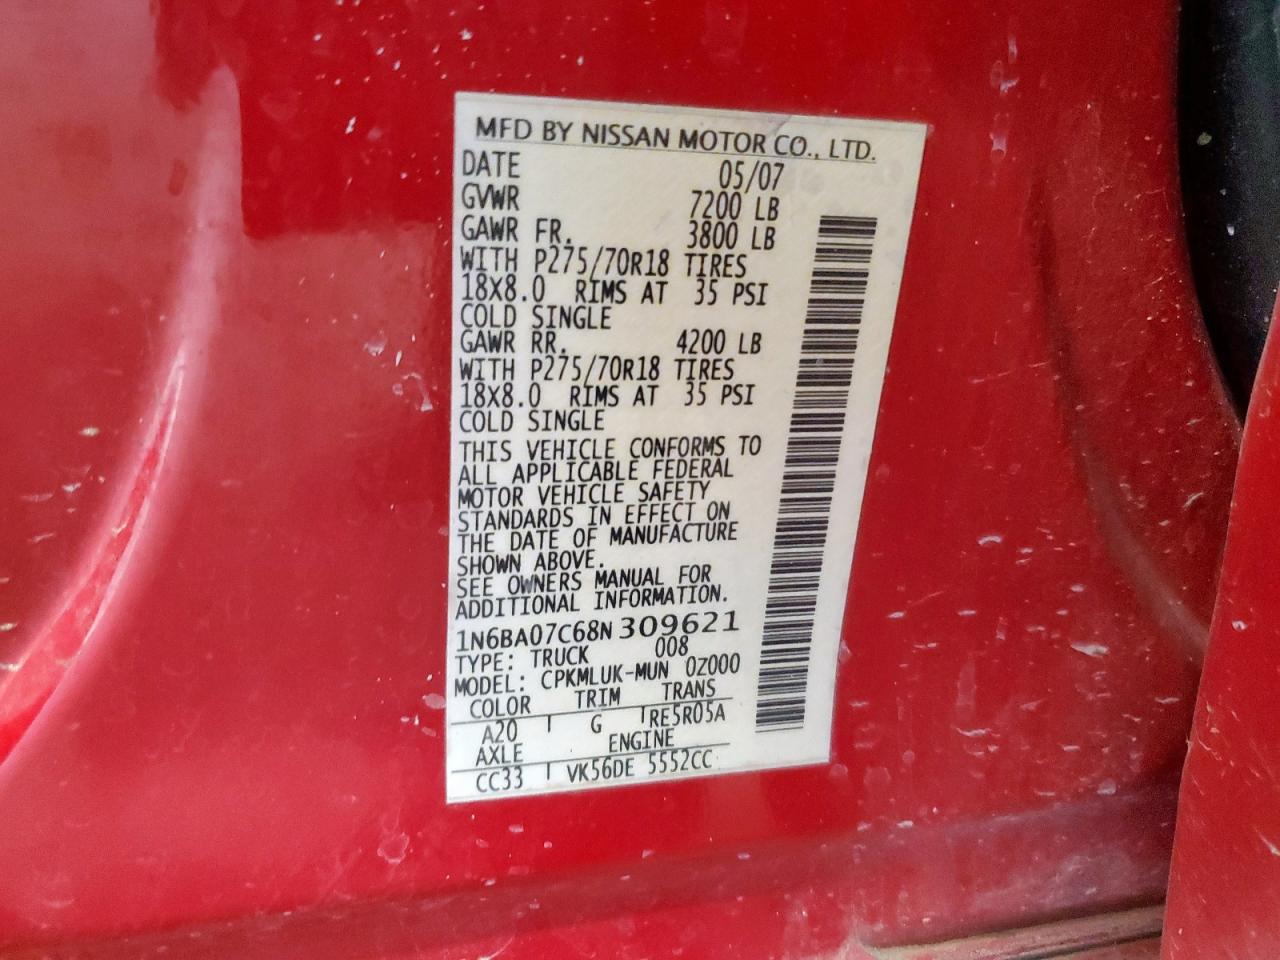 MFD BY NISSAN MOTOR CO., LTD.
DATE 05/07
GVWR 7200 LB
GAWR FR. 3800 LB
WITH P275/70R18 TIRES
18X8.0 RIMS AT 35 PSI
COLD SINGLE
GAWR RR. 4200 LB
WITH P275/70R18 TIRES
18X8.0 RIMS AT 35 PSI
COLD SINGLE
THIS VEHICLE CONFORMS TO
ALL APPLICABLE FEDERAL
MOTOR VEHICLE SAFETY
STANDARDS IN EFFECT ON
THE DATE OF MANUFACTURE
SHOWN ABOVE.
SEE OWNERS MANUAL FOR
ADDITIONAL INFORMATION.
1N6BA07C68N309621
TYPE: TRUCK 008
MODEL: CPKMLUK-MUN 0Z000
COLOR TRIM TRANS
A20 G RE5R05A
AXLE ENGINE
CC33 VK56DE 5552CC